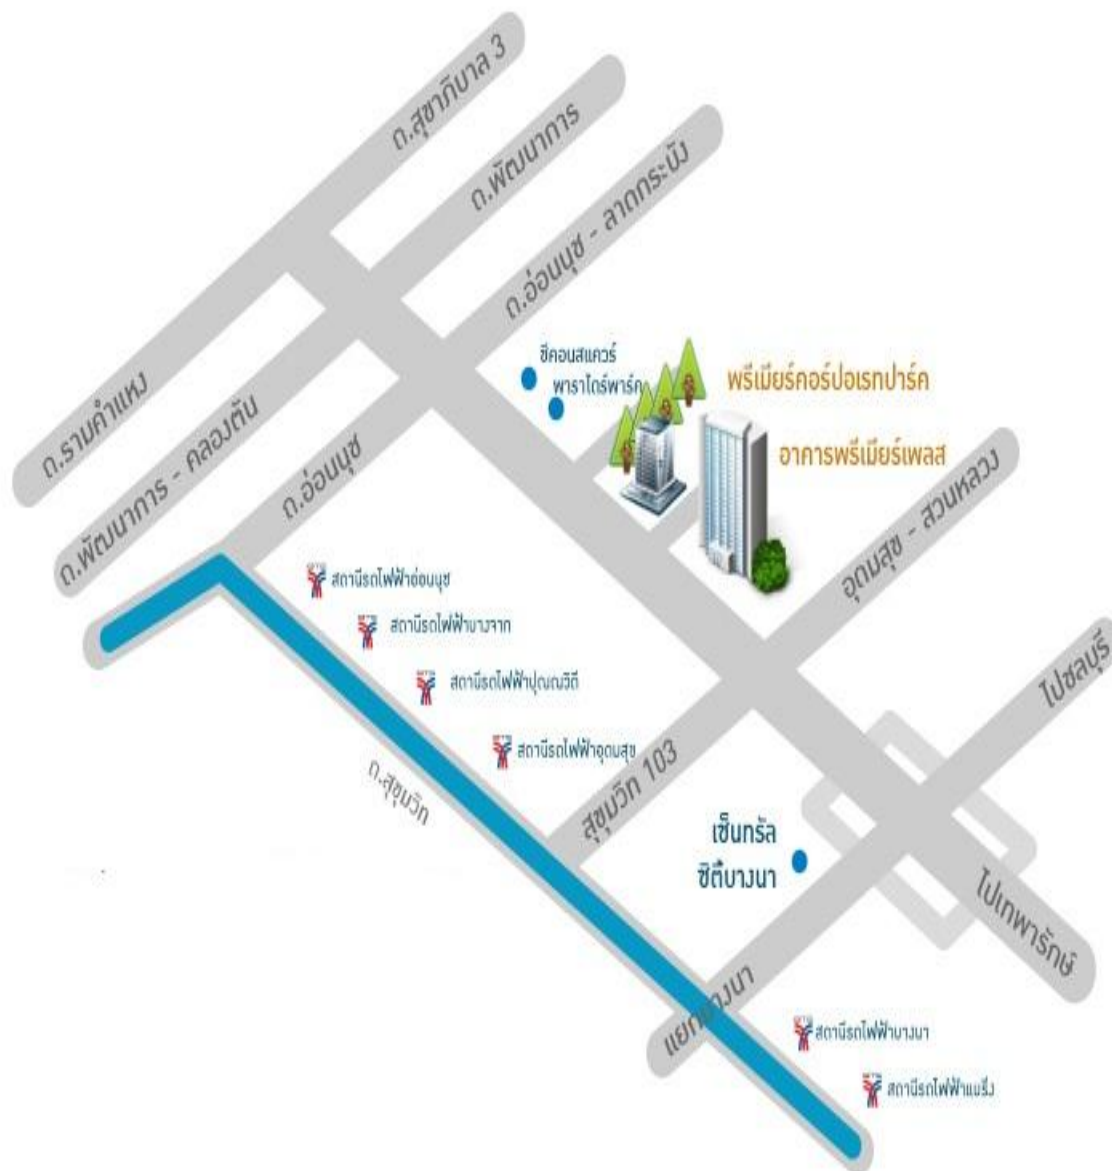 ถ.สุขาภิบาล 3
ถ.พัฒนาการ
ถ.อ่อนนุช - ลาดกระบัง
ซีคอนสแควร์
พาราไดร์พาร์ค
พรีเมียร์คอร์ปอเรทปาร์ค
อาการพรีเมียร์เพลส
ถ.รามคำแหง
ถ.พัฒนาการ - คลองตัน
ถ.อ่อนนุช
อุดมสุข - สวนหลวง
สถานีรถไฟฟ้าอ่อนนุช
สถานีรถไฟฟ้าบางจาก
สถานีรถไฟฟ้าปุณณวิถี
สถานีรถไฟฟ้าอุดมสุข
ไปชลบุรี
ถ.สุขุมวิท
สุขุมวิท 103
เซ็นทรัล
ซิตี้บางนา
ไปเทพารักษ์
แยกบางนา
สถานีรถไฟฟ้าบางนา
สถานีรถไฟฟ้าแบริ่ง